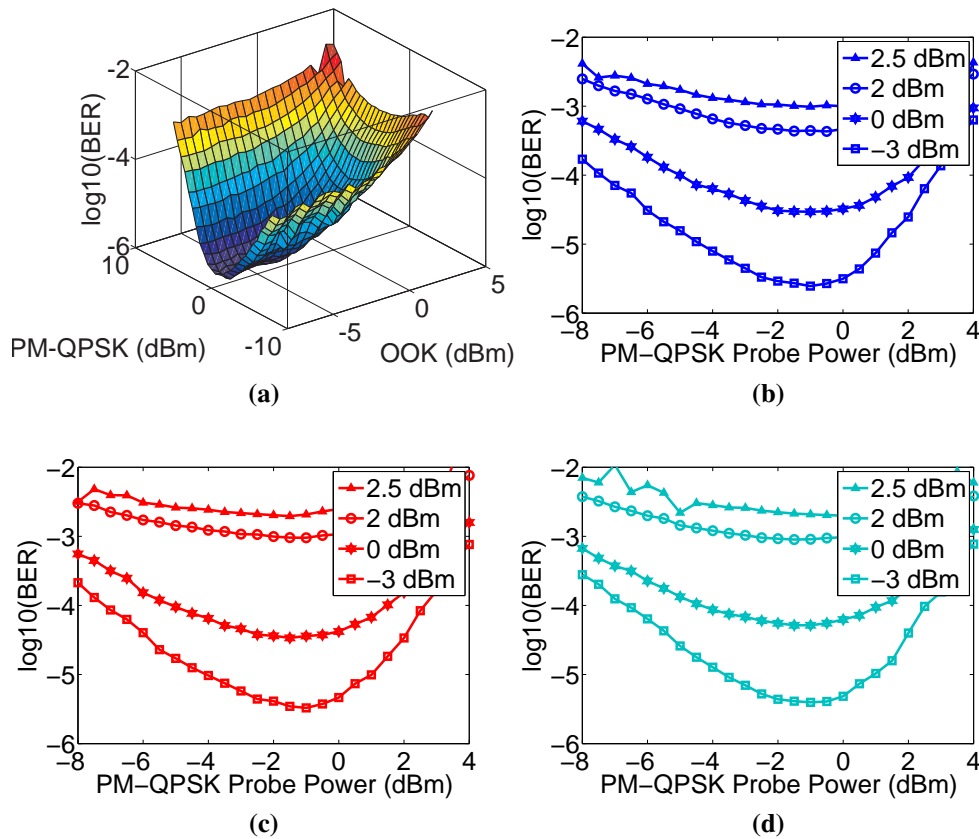 −2
−4
−6
log10(BER)
10
0
-10
PM-QPSK (dBm)
-5
0
5
OOK (dBm)
(a)
−2
−3
−4
−5
−6
log10(BER)
−8 −6 −4 −2 0 2 4
PM−QPSK Probe Power (dBm)
2.5 dBm
2 dBm
0 dBm
−3 dBm
(b)
−2
−3
−4
−5
−6
log10(BER)
−8 −6 −4 −2 0 2 4
PM−QPSK Probe Power (dBm)
2.5 dBm
2 dBm
0 dBm
−3 dBm
(c)
−2
−3
−4
−5
−6
log10(BER)
−8 −6 −4 −2 0 2 4
PM−QPSK Probe Power (dBm)
2.5 dBm
2 dBm
0 dBm
−3 dBm
(d)